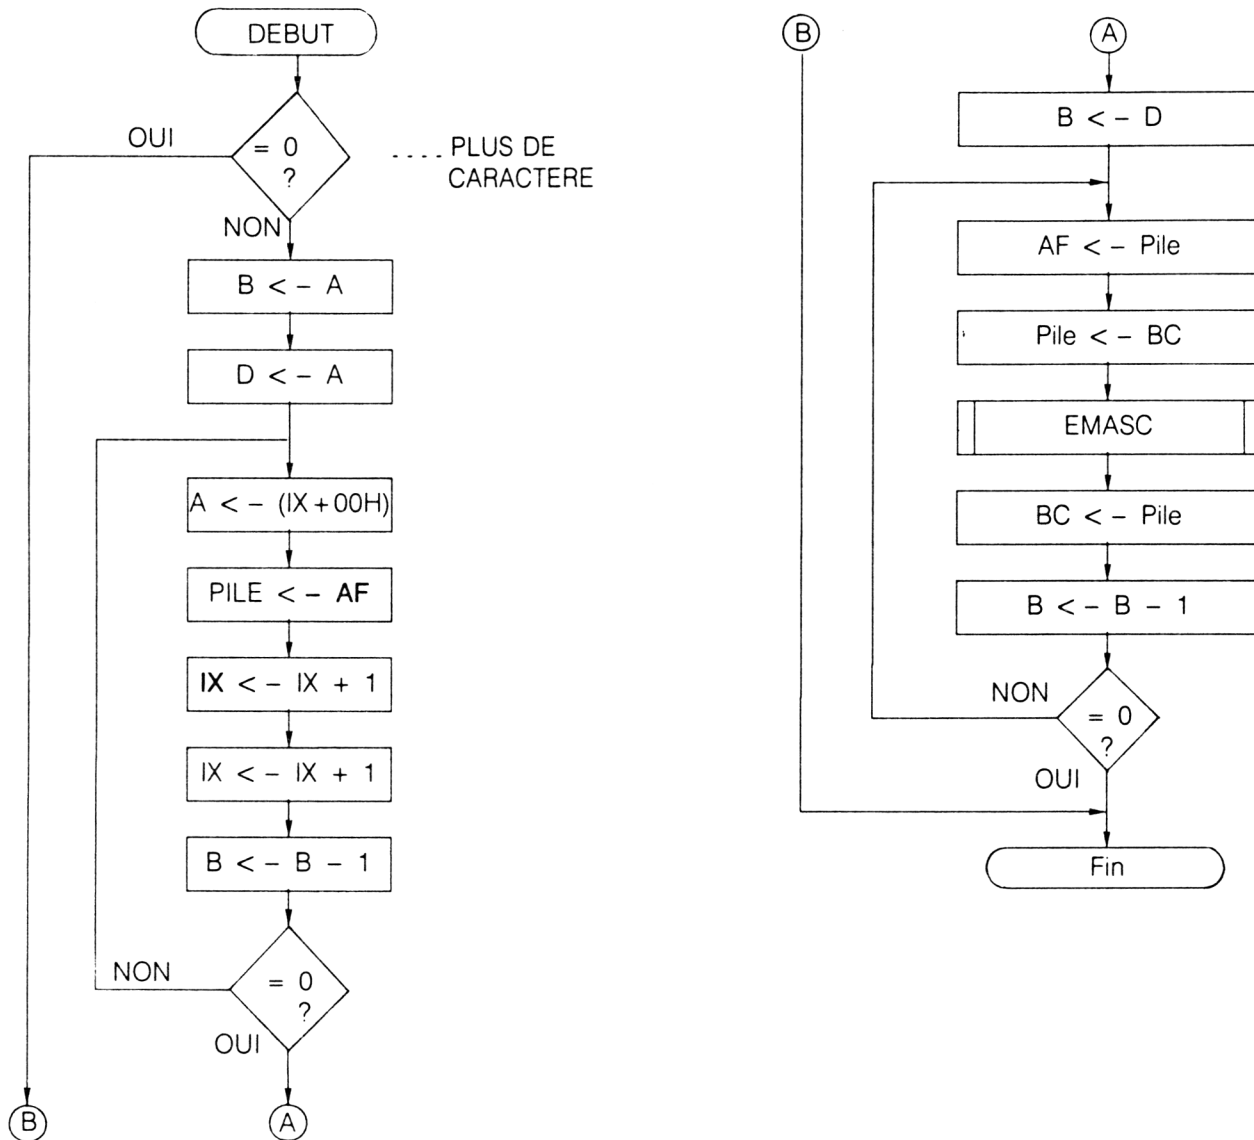 DEBUT
OUI
= 0
?
PLUS DE
CARACTERE
NON
B < – A
D < – A
A < – (IX + 00H)
PILE < – AF
IX < – IX + 1
IX < – IX + 1
B < – B – 1
NON
= 0
?
OUI
B
A
B
A
B < – D
AF < – Pile
Pile < – BC
EMASC
BC < – Pile
B < – B – 1
NON
= 0
?
OUI
Fin